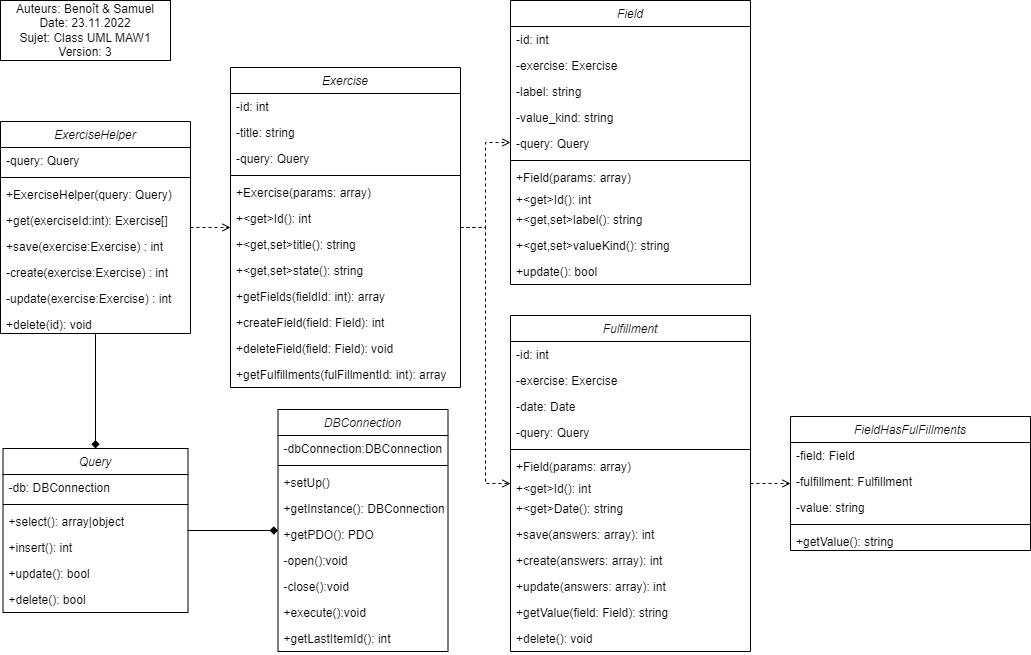 Auteurs: Benoît & Samuel
Date: 23.11.2022
Sujet: Class UML MAW1
Version: 3
ExerciseHelper
-query: Query
+ExerciseHelper(query: Query)
+get(exerciseId:int): Exercise[]
+save(exercise:Exercise) : int
-create(exercise:Exercise) : int
-update(exercise:Exercise) : int
+delete(id): void
Exercise
-id: int
-title: string
-query: Query
+Exercise(params: array)
+<get>Id(): int
+<get,set>title(): string
+<get,set>state(): string
+getFields(fieldId: int): array
+createField(field: Field): int
+deleteField(field: Field): void
+getFulfillments(fulFillmentId: int): array
Field
-id: int
-exercise: Exercise
-label: string
-value_kind: string
-query: Query
+Field(params: array)
+<get>Id(): int
+<get,set>label(): string
+<get,set>valueKind(): string
+update(): bool
Fulfillment
-id: int
-exercise: Exercise
-date: Date
-query: Query
+Field(params: array)
+<get>Id(): int
+<get>Date(): string
+save(answers: array): int
+create(answers: array): int
+update(answers: array): int
+getValue(field: Field): string
+delete(): void
FieldHasFulFillments
-field: Field
-fulfillment: Fulfillment
-value: string
+getValue(): string
Query
-db: DBConnection
+select(): array|object
+insert(): int
+update(): bool
+delete(): bool
DBConnection
-dbConnection:DBConnection
+setUp()
+getInstance(): DBConnection
+getPDO(): PDO
-open():void
-close():void
+execute():void
+getLastItemId(): int